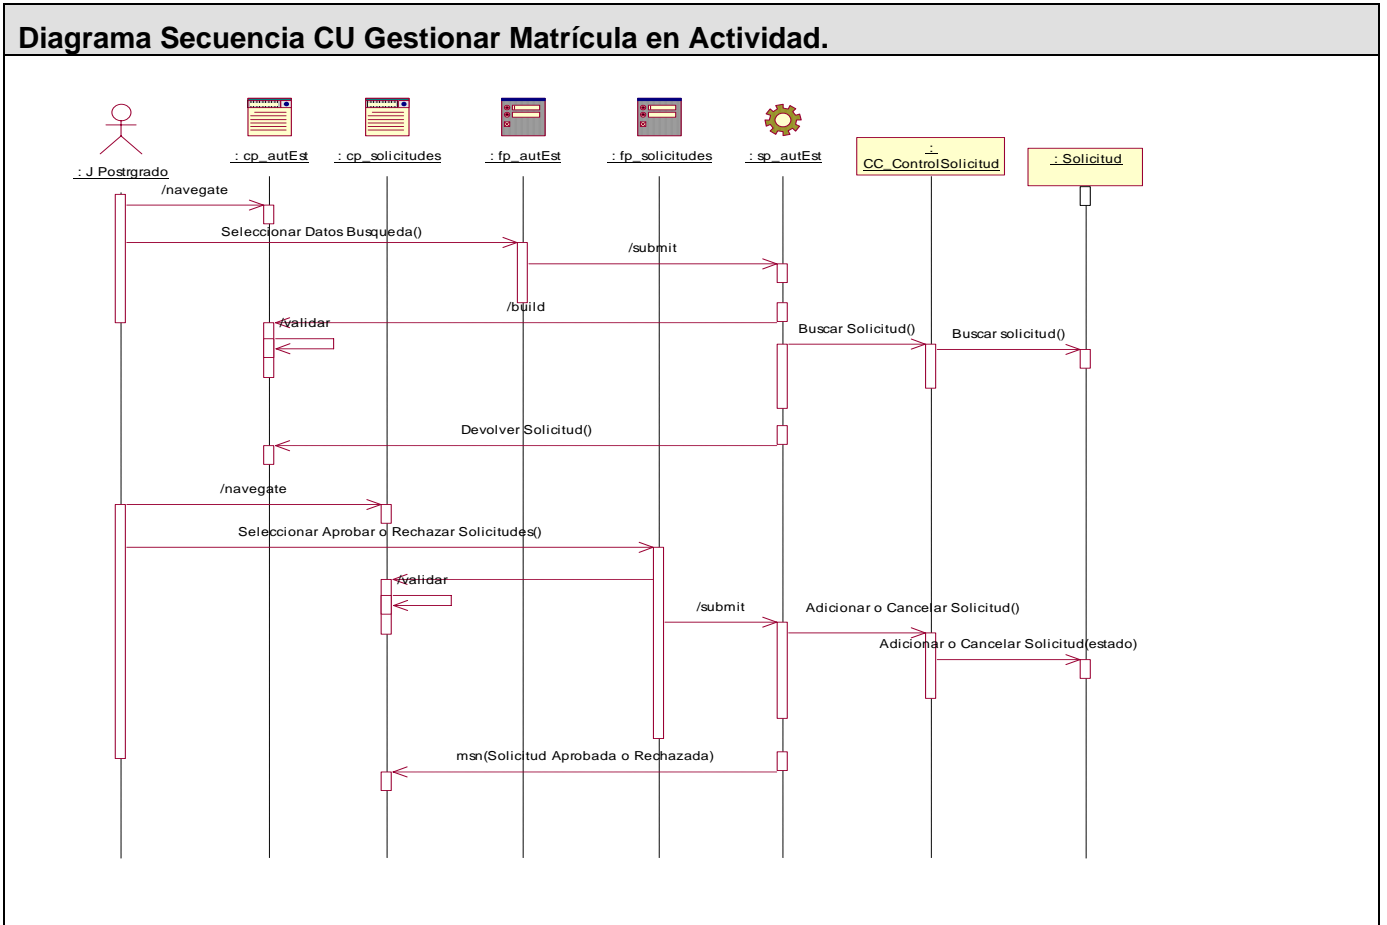 Diagrama Secuencia CU Gestionar Matrícula en Actividad.
: J Postrgrado
: cp_autEst
: cp_solicitudes
: fp_autEst
: fp_solicitudes
: sp_autEst
:
CC_ControlSolicitud
: Solicitud
/navegate
Seleccionar Datos Busqueda()
/submit
/build
/validar
Buscar Solicitud()
Buscar solicitud()
Devolver Solicitud()
/navegate
Seleccionar Aprobar o Rechazar Solicitudes()
/validar
/submit
Adicionar o Cancelar Solicitud()
Adicionar o Cancelar Solicitud(estado)
msn(Solicitud Aprobada o Rechazada)